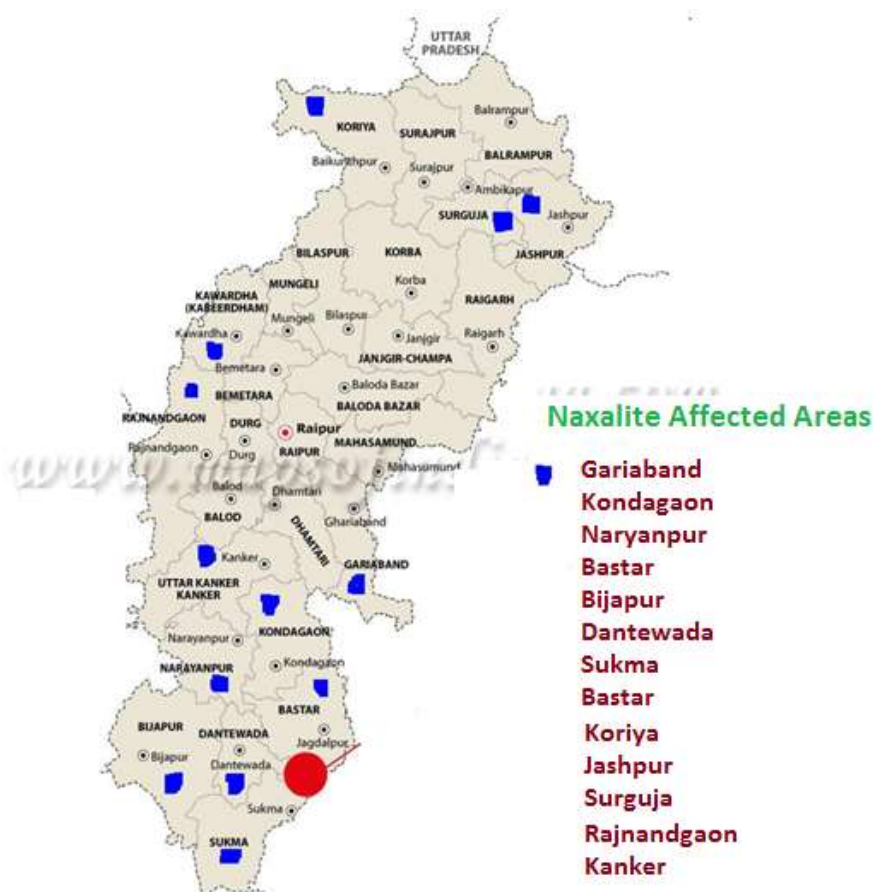 UTTAR
PRADESH
Balrampur
KORIYA
SURAJPUR
BALRAMPUR
Baikunthpur
Surajpur
Ambikapur
SURGUJA
Jashpur
BILASPUR
KORBA
JASHPUR
MUNGELI
Korba
KAWARDHA
(KABEERDHAM)
RAIGARH
Mungeli
Bilaspur
Kawardha
Janjgir
Raigarh
JANJGIR-CHAMPA
Bemetara
Baloda Bazar
BEMETARA
BALODA BAZAR
RAJNANDGAON
DURG
Raipur
MAHASAMUND
Rajnandgaon
Durg
RAIPUR
Mahasumund
Balod
Dhamtari
BALOD
DHAMTARI
Ghariaband
Kanker
GARIABAND
UTTAR KANKER
KANKER
KONDAGAON
Narayanpur
NARAYANPUR
Kondagaon
BASTAR
BIJAPUR
DANTEWADA
Jagdalpur
Bijapur
Dantewada
Sukma
SUKMA
Naxalite Affected Areas
Gariaband
Kondagaon
Naryanpur
Bastar
Bijapur
Dantewada
Sukma
Bastar
Koriya
Jashpur
Surguja
Rajnandgaon
Kanker